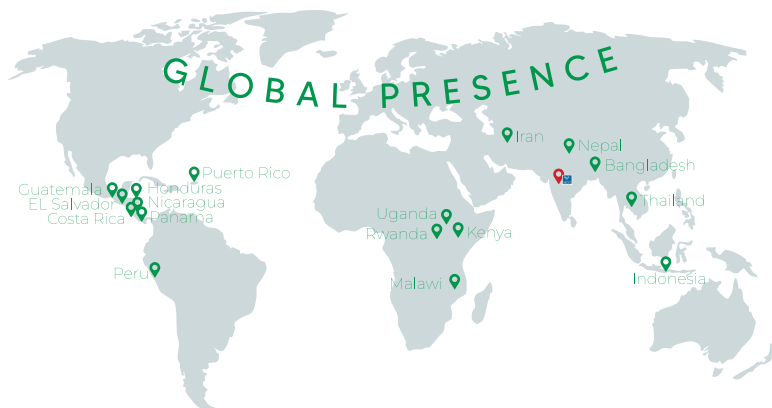 GLOBAL PRESENCE
Iran
Nepal
Bangladesh
Puerto Rico
Guatemala
Honduras
EL Salvador
Nicaragua
Thailand
Costa Rica
Panama
Uganda
Rwanda
Kenya
Peru
Malawi
Indonesia